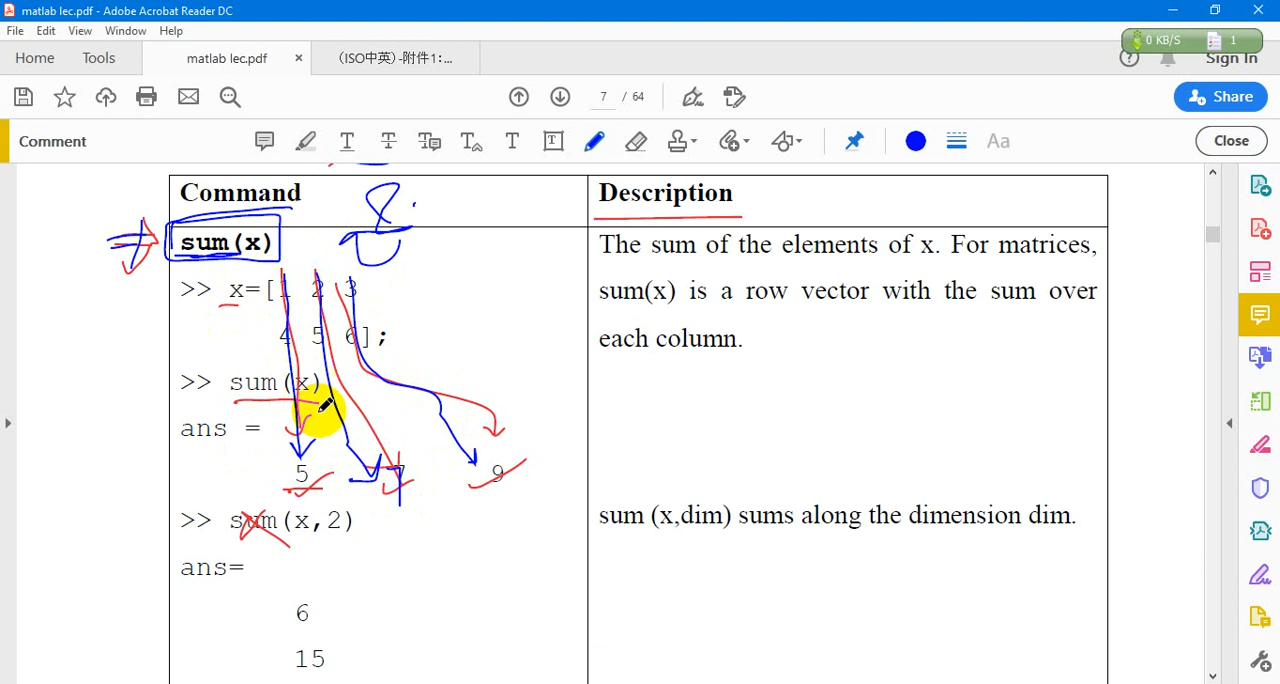 matlab lec.pdf - Adobe Acrobat Reader DC
File Edit View Window Help
0 KB/S 1
Home Tools matlab lec.pdf × (ISO中英)-附件1:... Sign In
7 / 64 Share
Comment Aa Close
Command Description
8.
sum(x) The sum of the elements of x. For matrices,
>> x=[1 2 3 sum(x) is a row vector with the sum over
4 5 6]; each column.
>> sum(x)
ans =
5 7 9
>> sum(x,2) sum (x,dim) sums along the dimension dim.
ans=
6
15